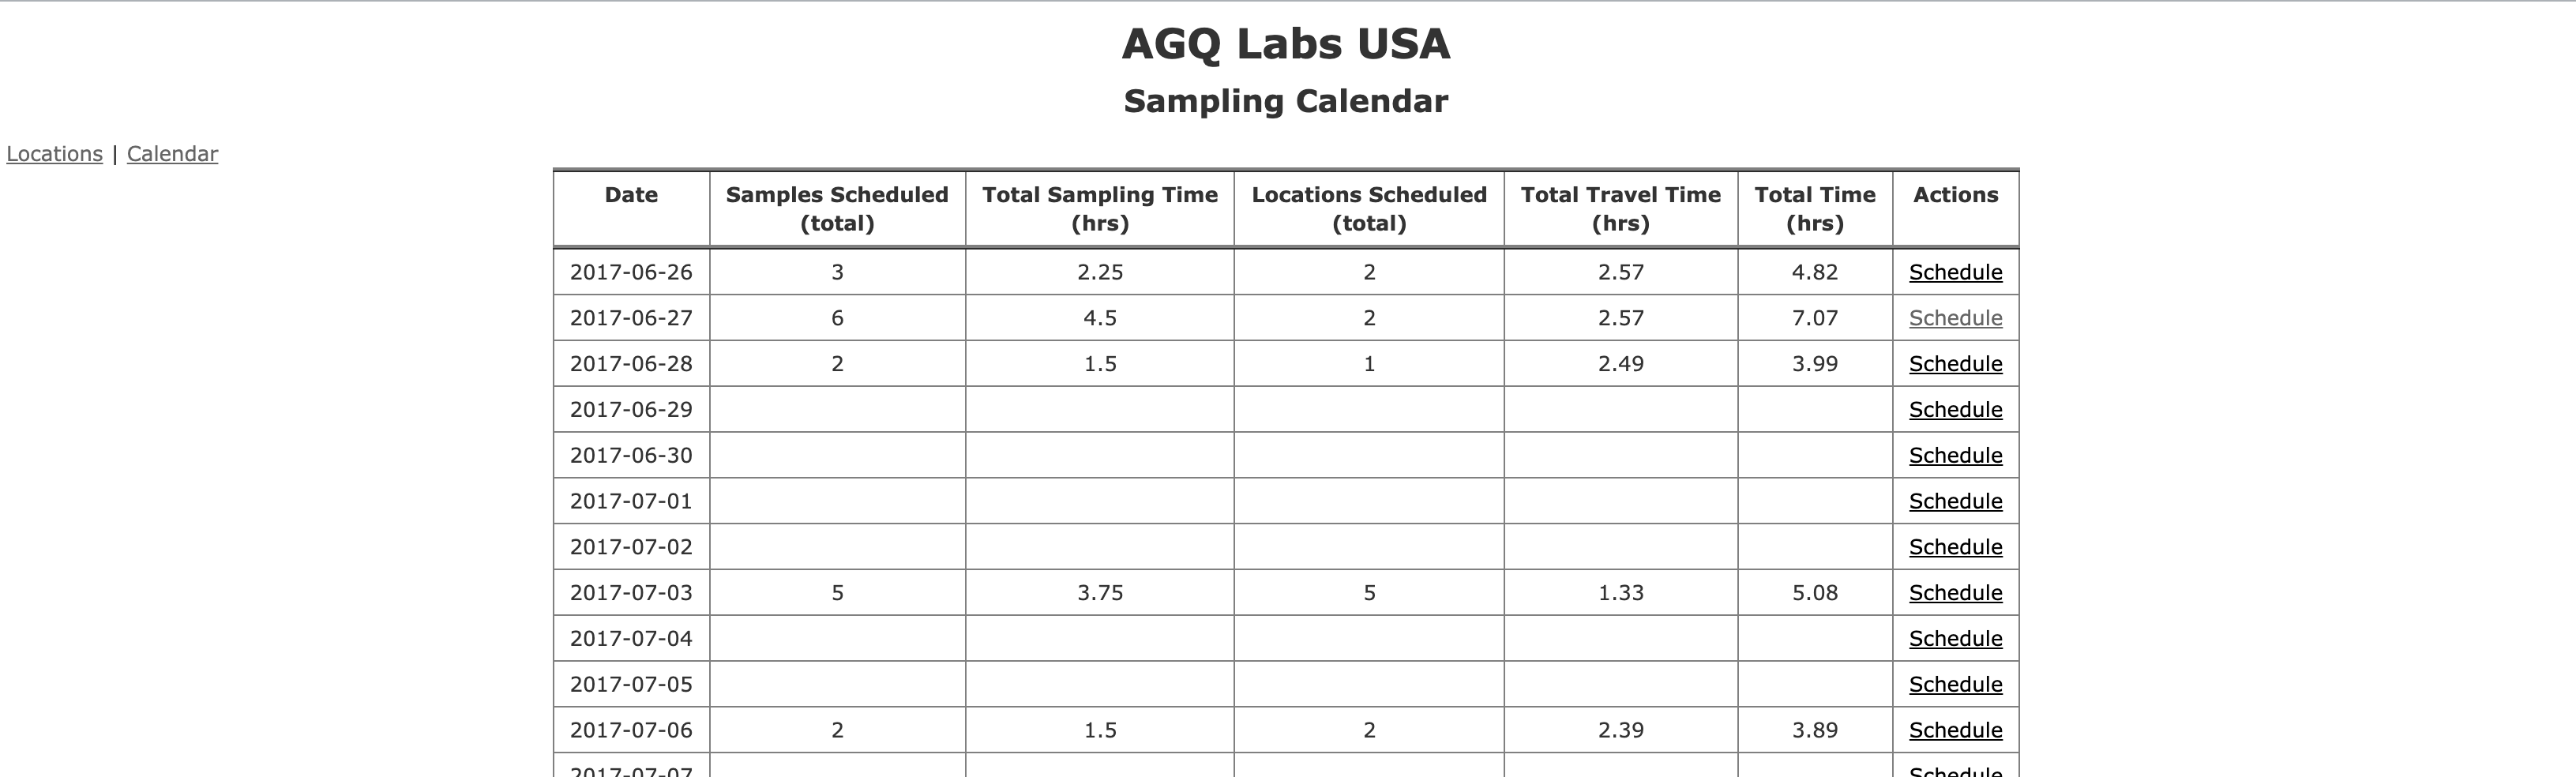 AGQ Labs USA
Sampling Calendar
Locations | Calendar
Date Samples Scheduled (total) Total Sampling Time (hrs) Locations Scheduled (total) Total Travel Time (hrs) Total Time (hrs) Actions
2017-06-26 3 2.25 2 2.57 4.82 Schedule
2017-06-27 6 4.5 2 2.57 7.07 Schedule
2017-06-28 2 1.5 1 2.49 3.99 Schedule
2017-06-29 Schedule
2017-06-30 Schedule
2017-07-01 Schedule
2017-07-02 Schedule
2017-07-03 5 3.75 5 1.33 5.08 Schedule
2017-07-04 Schedule
2017-07-05 Schedule
2017-07-06 2 1.5 2 2.39 3.89 Schedule
2017-07-07 Schedule